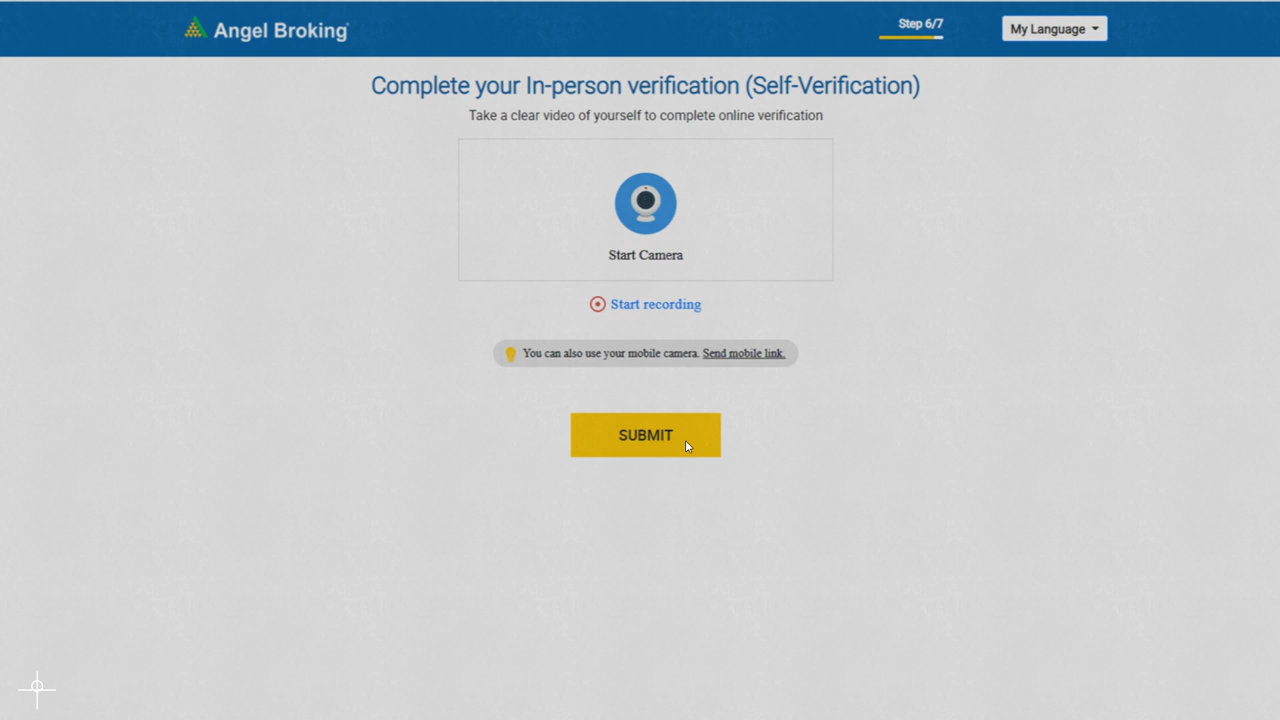 Angel Broking
Step 6/7
My Language
Complete your In-person verification (Self-Verification)
Take a clear video of yourself to complete online verification
Start Camera
Start recording
You can also use your mobile camera. Send mobile link.
SUBMIT